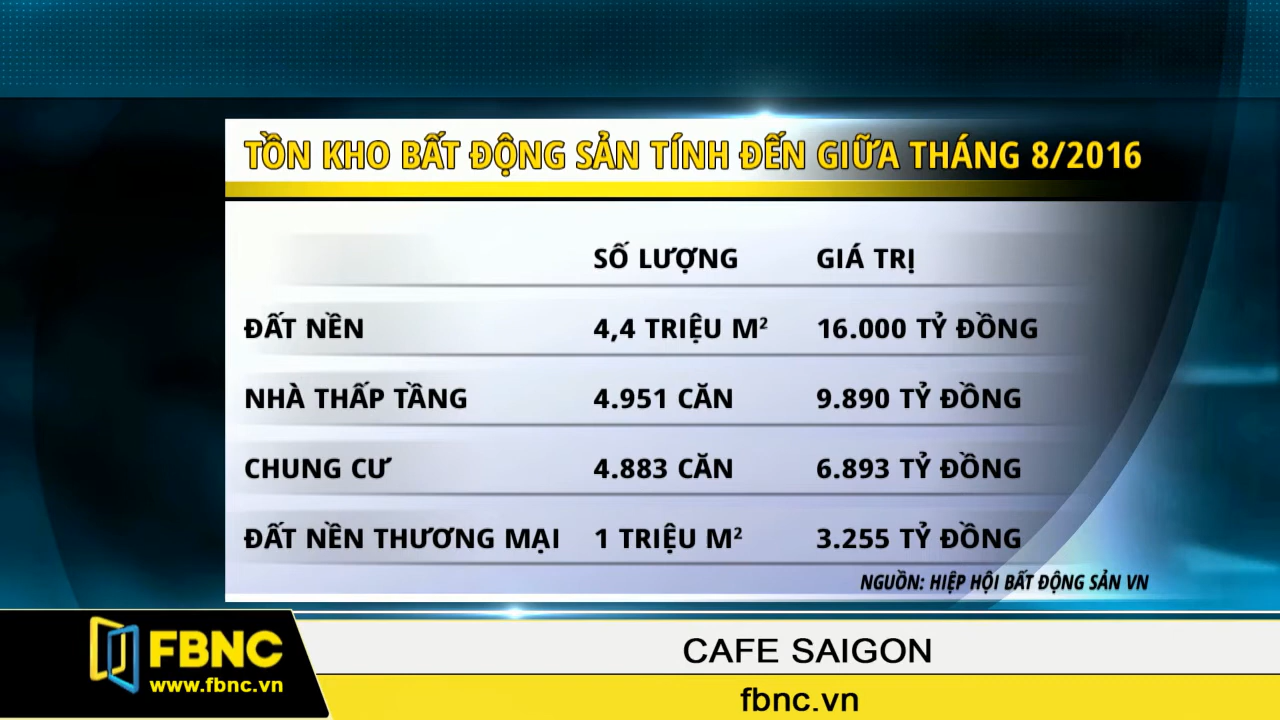 TỒN KHO BẤT ĐỘNG SẢN TÍNH ĐẾN GIỮA THÁNG 8/2016
SỐ LƯỢNG GIÁ TRỊ
ĐẤT NỀN 4,4 TRIỆU M² 16.000 TỶ ĐỒNG
NHÀ THẤP TẦNG 4.951 CĂN 9.890 TỶ ĐỒNG
CHUNG CƯ 4.883 CĂN 6.893 TỶ ĐỒNG
ĐẤT NỀN THƯƠNG MẠI 1 TRIỆU M² 3.255 TỶ ĐỒNG
NGUỒN: HIỆP HỘI BẤT ĐỘNG SẢN VN
FBNC
www.fbnc.vn
CAFE SAIGON
fbnc.vn